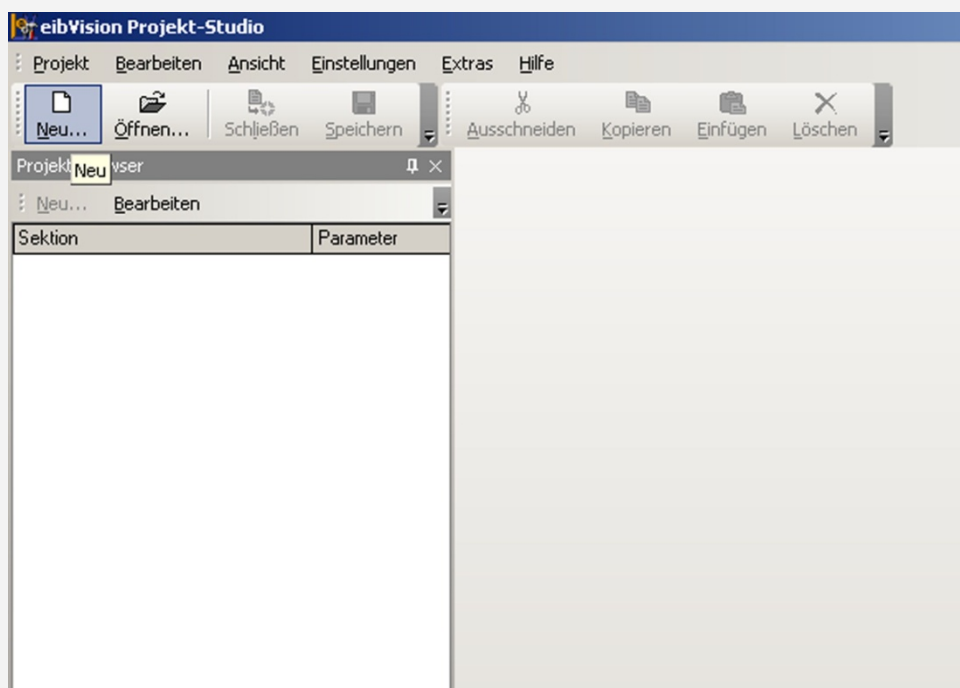 eibVision Projekt-Studio
Projekt Bearbeiten Ansicht Einstellungen Extras Hilfe
Neu... Öffnen... Schließen Speichern Ausschneiden Kopieren Einfügen Löschen
Projekt wser
Neu
Neu... Bearbeiten
Sektion Parameter